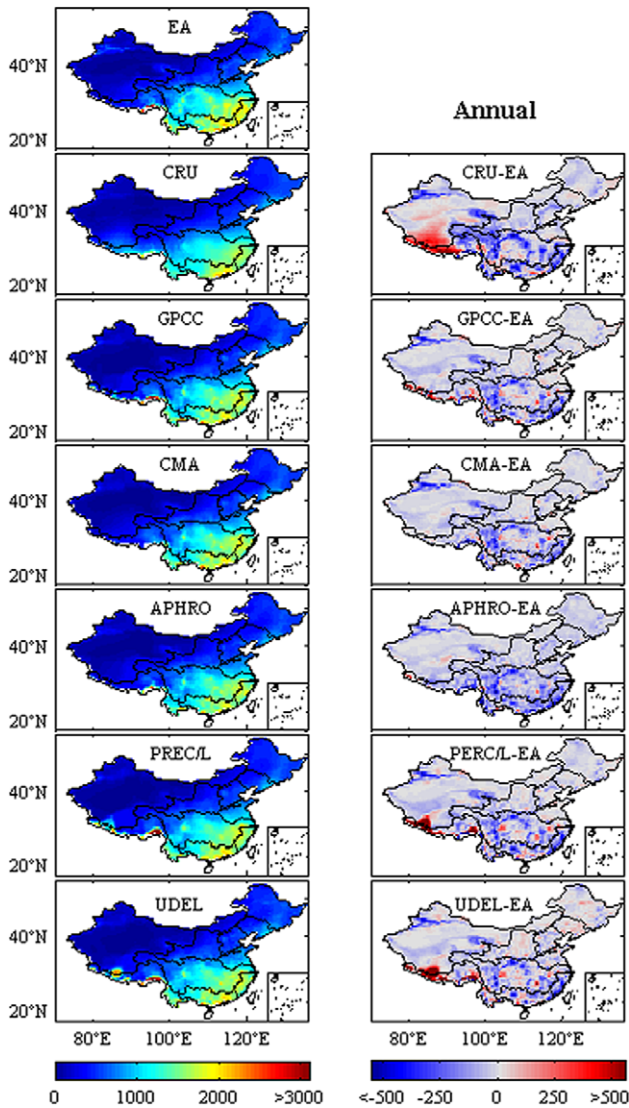 EA
40°N
20°N
Annual
CRU
40°N
20°N
CRU-EA
GPCC
40°N
20°N
GPCC-EA
CMA
40°N
20°N
CMA-EA
APHRO
40°N
20°N
APHRO-EA
PREC/L
40°N
20°N
PERC/L-EA
UDEL
40°N
20°N
UDEL-EA
80°E 100°E 120°E
80°E 100°E 120°E
0 1000 2000 >3000
<-500 -250 0 250 >500